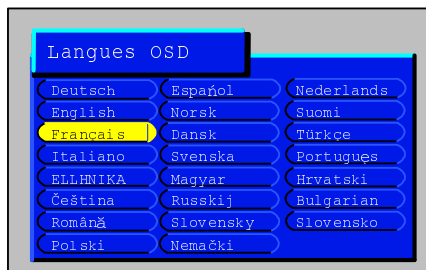 Langues OSD
Deutsch Espańol Nederlands
English Norsk Suomi
Français Dansk Türkçe
Italiano Svenska Portuguęs
ELLHNIKA Magyar Hrvatski
Čeština Russkij Bulgarian
Română Slovensky Slovensko
Polski Nemački